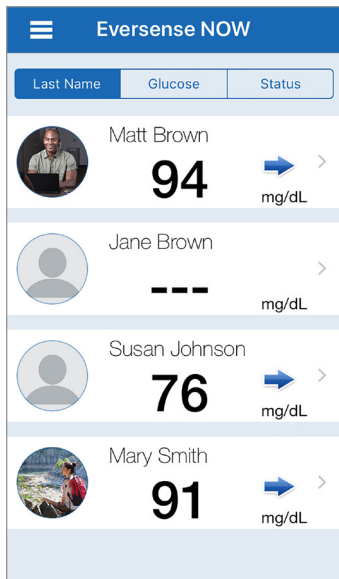 Eversense NOW
Last Name Glucose Status
Matt Brown
94
mg/dL
Jane Brown
---
mg/dL
Susan Johnson
76
mg/dL
Mary Smith
91
mg/dL